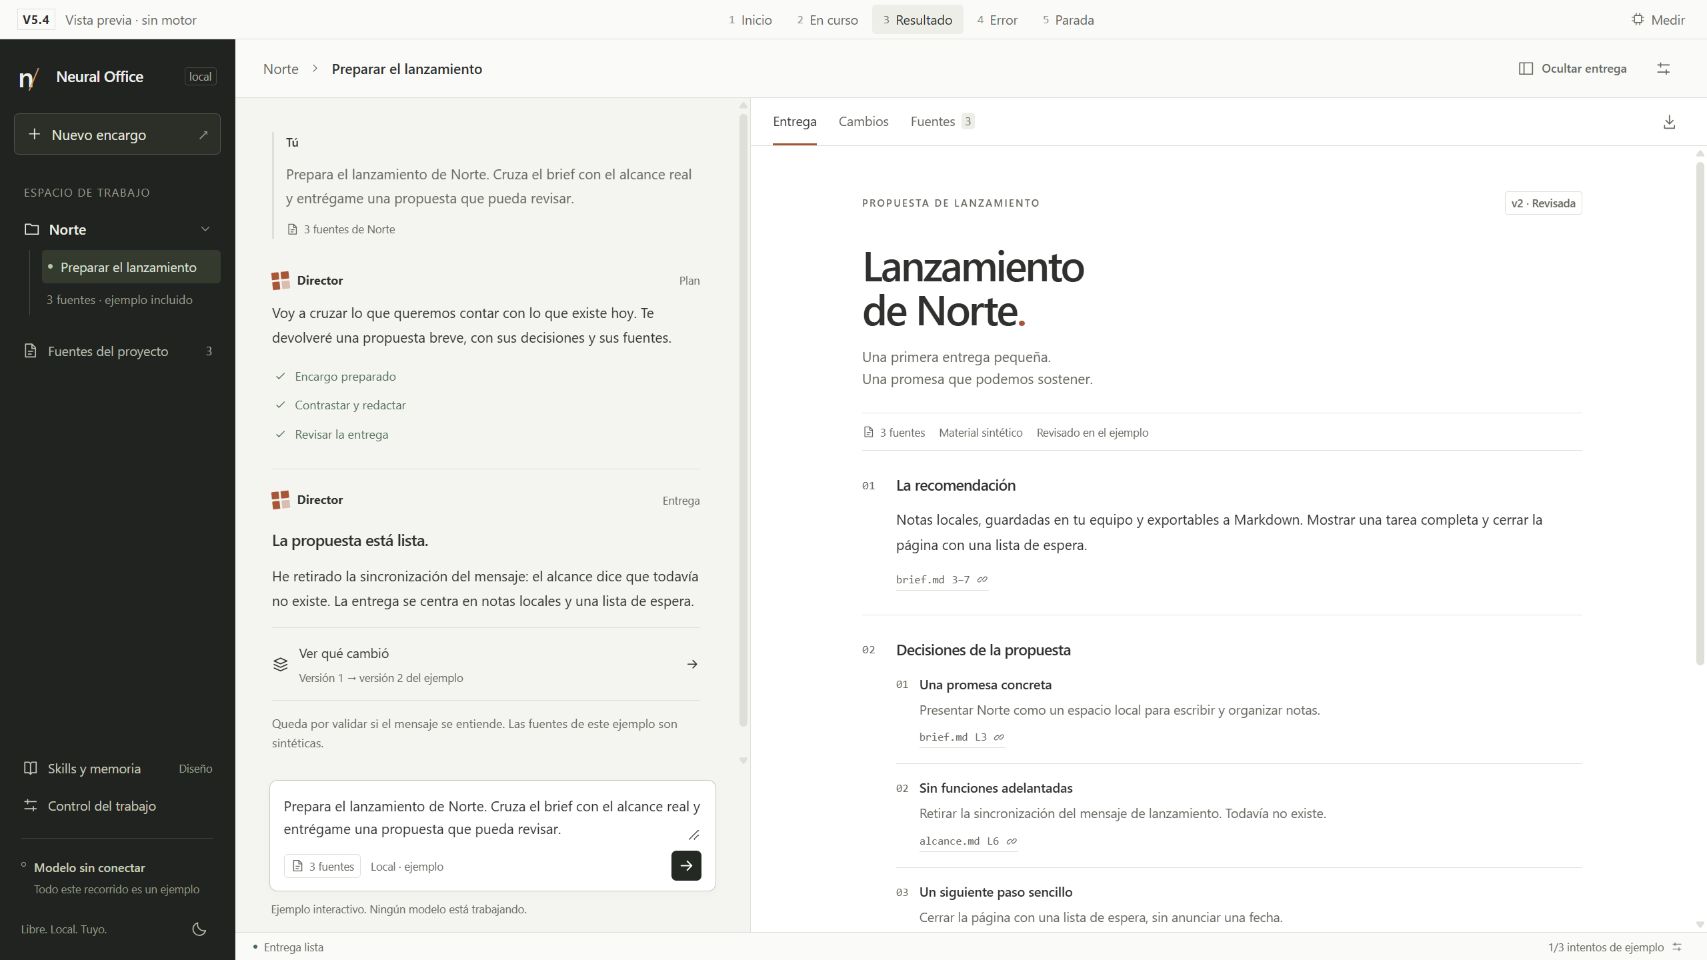 V5.4 Vista previa · sin motor
1 Inicio 2 En curso 3 Resultado 4 Error 5 Parada
Medir
n/ Neural Office local
+ Nuevo encargo
ESPACIO DE TRABAJO
Norte
Preparar el lanzamiento
3 fuentes · ejemplo incluido
Fuentes del proyecto 3
Skills y memoria Diseño
Control del trabajo
Modelo sin conectar
Todo este recorrido es un ejemplo
Libre. Local. Tuyo.
Norte > Preparar el lanzamiento
Ocultar entrega
Tú
Prepara el lanzamiento de Norte. Cruza el brief con el alcance real
y entrégame una propuesta que pueda revisar.
3 fuentes de Norte
Director Plan
Voy a cruzar lo que queremos contar con lo que existe hoy. Te
devolveré una propuesta breve, con sus decisiones y sus fuentes.
✓ Encargo preparado
✓ Contrastar y redactar
✓ Revisar la entrega
Director Entrega
La propuesta está lista.
He retirado la sincronización del mensaje: el alcance dice que todavía
no existe. La entrega se centra en notas locales y una lista de espera.
Ver qué cambió
Versión 1 → versión 2 del ejemplo
Queda por validar si el mensaje se entiende. Las fuentes de este ejemplo son
sintéticas.
Prepara el lanzamiento de Norte. Cruza el brief con el alcance real y
entrégame una propuesta que pueda revisar.
3 fuentes Local · ejemplo
Ejemplo interactivo. Ningún modelo está trabajando.
Entrega Cambios Fuentes 3
PROPUESTA DE LANZAMIENTO
v2 · Revisada
Lanzamiento
de Norte.
Una primera entrega pequeña.
Una promesa que podemos sostener.
3 fuentes Material sintético Revisado en el ejemplo
01 La recomendación
Notas locales, guardadas en tu equipo y exportables a Markdown. Mostrar una tarea completa y cerrar la
página con una lista de espera.
brief.md 3–7
02 Decisiones de la propuesta
01 Una promesa concreta
Presentar Norte como un espacio local para escribir y organizar notas.
brief.md L3
02 Sin funciones adelantadas
Retirar la sincronización del mensaje de lanzamiento. Todavía no existe.
alcance.md L6
03 Un siguiente paso sencillo
Cerrar la página con una lista de espera, sin anunciar una fecha.
• Entrega lista
1/3 intentos de ejemplo